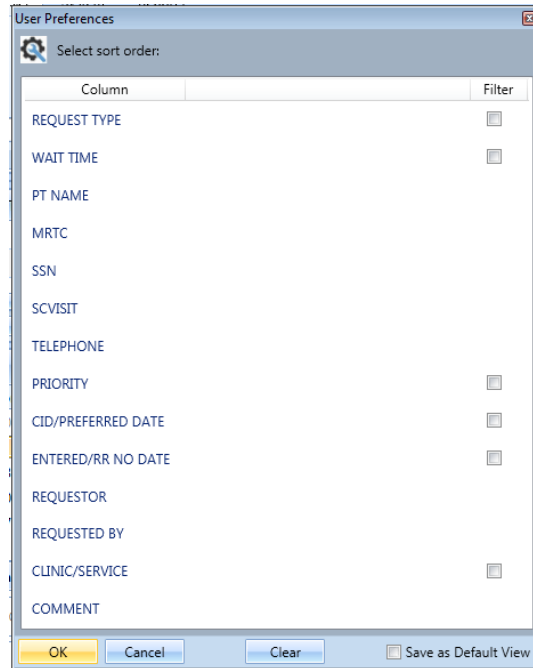 User Preferences
Select sort order:
Column Filter
REQUEST TYPE
WAIT TIME
PT NAME
MRTC
SSN
SCVISIT
TELEPHONE
PRIORITY
CID/PREFERRED DATE
ENTERED/RR NO DATE
REQUESTOR
REQUESTED BY
CLINIC/SERVICE
COMMENT
OK Cancel Clear Save as Default View